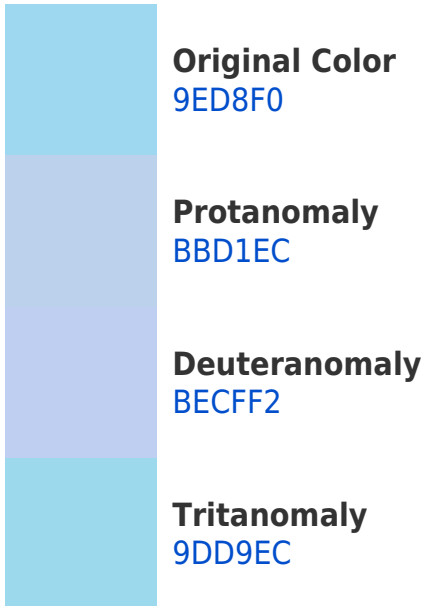 Original Color
9ED8F0
Protanomaly
BBD1EC
Deuteranomaly
BECFF2
Tritanomaly
9DD9EC